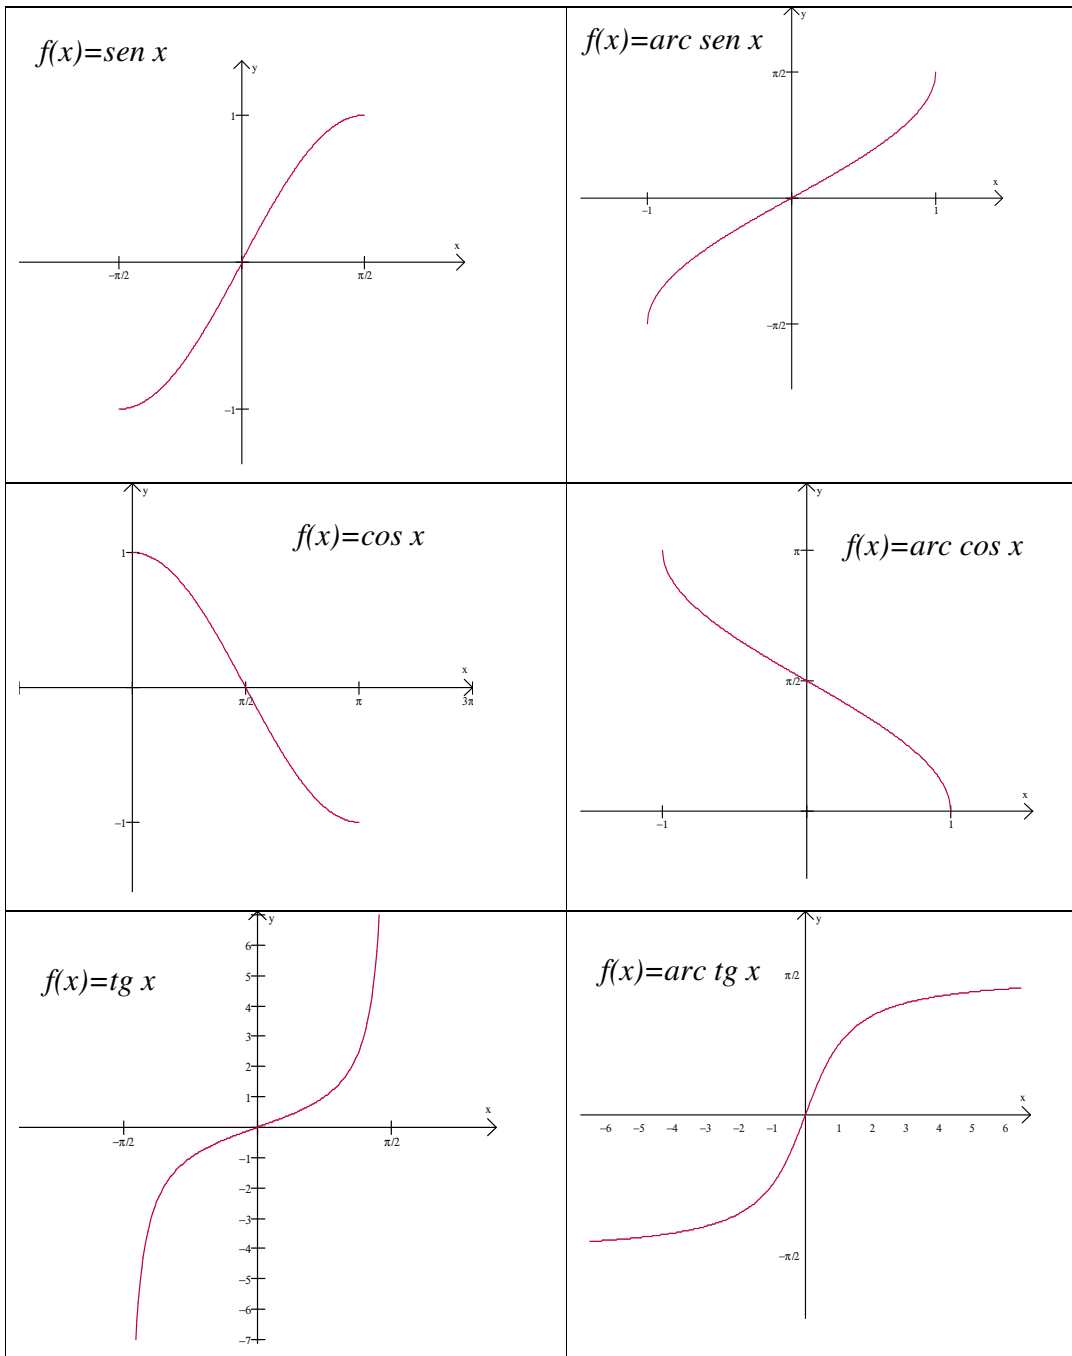 f(x)=sen x
y
1
x
−π/2
π/2
−1
f(x)=arc sen x
y
π/2
x
−1
1
−π/2
f(x)=cos x
y
1
x
π/2
π
3π
−1
f(x)=arc cos x
y
π
π/2
x
−1
1
f(x)=tg x
y
6
5
4
3
2
1
x
−π/2
π/2
−1
−2
−3
−4
−5
−6
−7
f(x)=arc tg x
y
π/2
x
−6 −5 −4 −3 −2 −1 1 2 3 4 5 6
−π/2